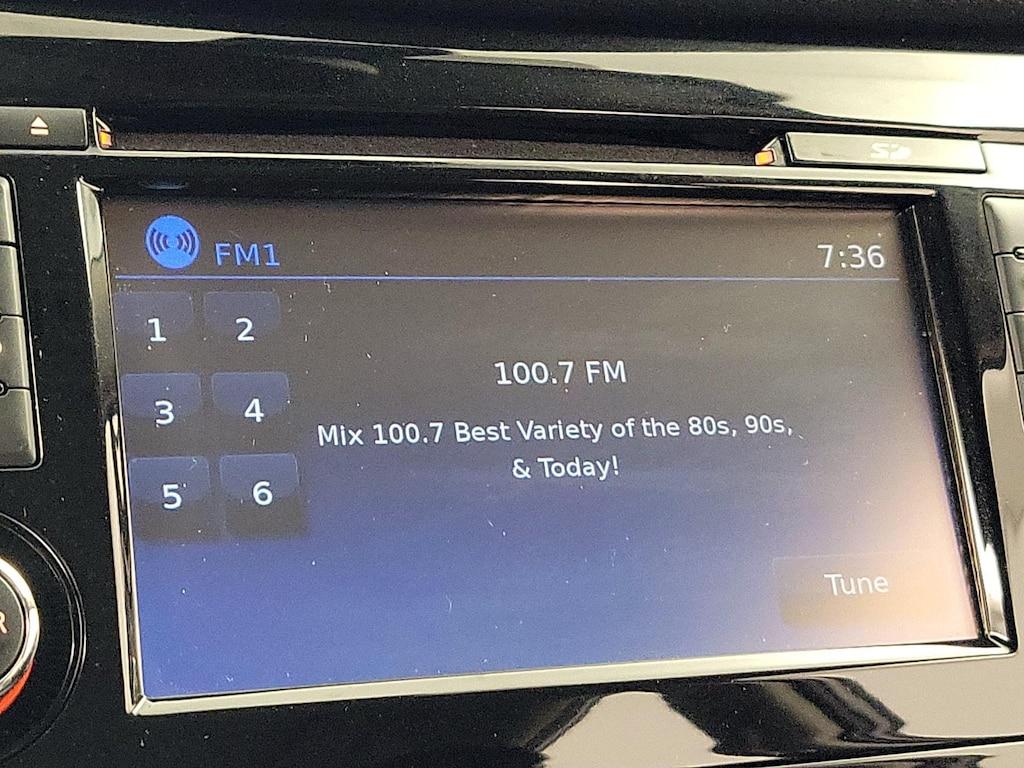 SD
FM1
7:36
1 2
3 4
5 6
100.7 FM
Mix 100.7 Best Variety of the 80s, 90s,
& Today!
Tune